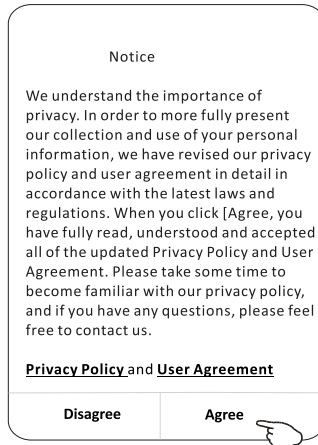 Notice
We understand the importance of
privacy. In order to more fully present
our collection and use of your personal
information, we have revised our privacy
policy and user agreement in detail in
accordance with the latest laws and
regulations. When you click [Agree, you
have fully read, understood and accepted
all of the updated Privacy Policy and User
Agreement. Please take some time to
become familiar with our privacy policy,
and if you have any questions, please feel
free to contact us.
Privacy Policy and User Agreement
Disagree Agree